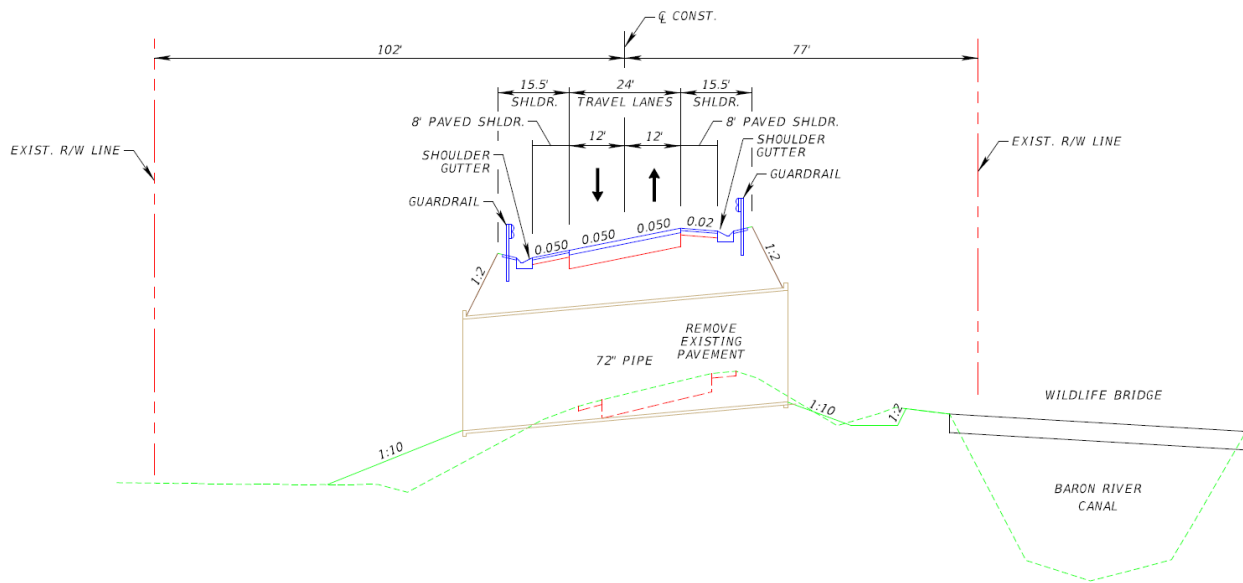 ℄ CONST.
102'
77'
15.5'
24'
15.5'
SHLDR.
TRAVEL LANES
SHLDR.
8' PAVED SHLDR.
8' PAVED SHLDR.
12'
12'
EXIST. R/W LINE
SHOULDER
GUTTER
SHOULDER
GUTTER
EXIST. R/W LINE
GUARDRAIL
GUARDRAIL
0.050
0.050
0.050
0.02
1:2
1:2
72" PIPE
REMOVE
EXISTING
PAVEMENT
1:10
1:10
1:2
WILDLIFE BRIDGE
BARON RIVER
CANAL